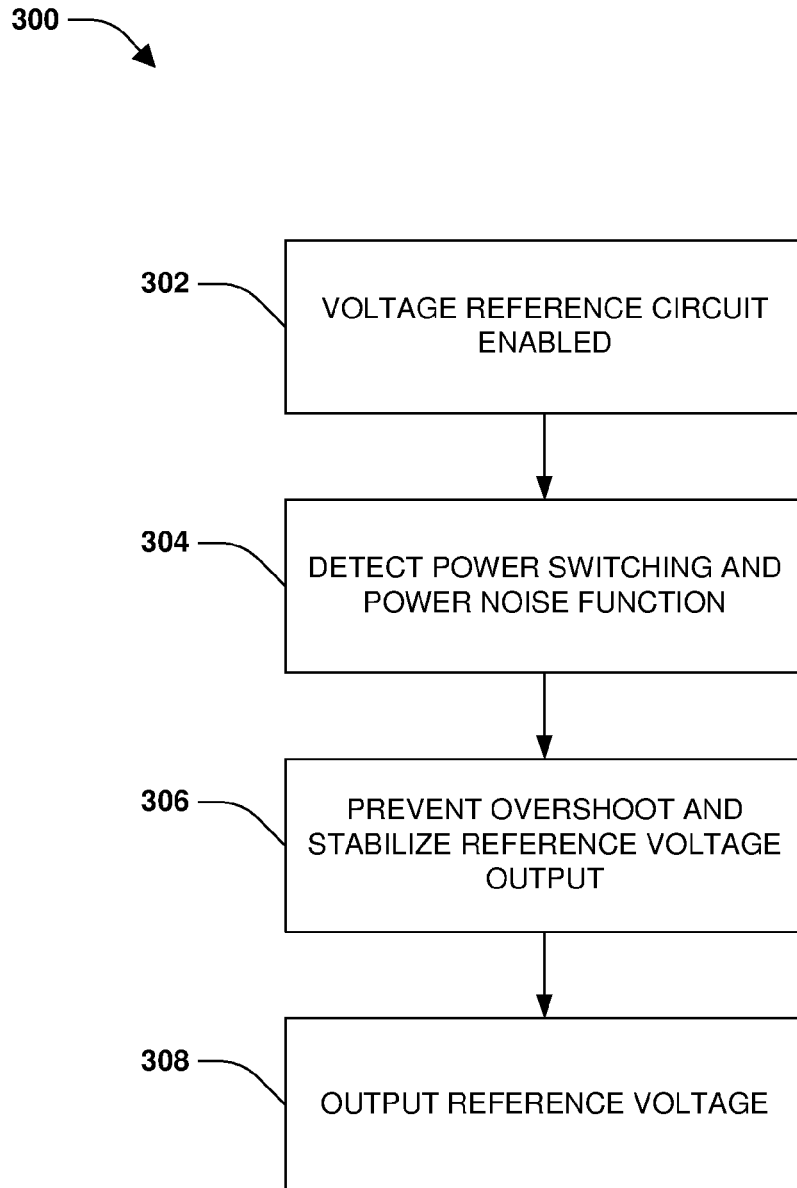 300
302
VOLTAGE REFERENCE CIRCUIT
ENABLED
304
DETECT POWER SWITCHING AND
POWER NOISE FUNCTION
306
PREVENT OVERSHOOT AND
STABILIZE REFERENCE VOLTAGE
OUTPUT
308
OUTPUT REFERENCE VOLTAGE